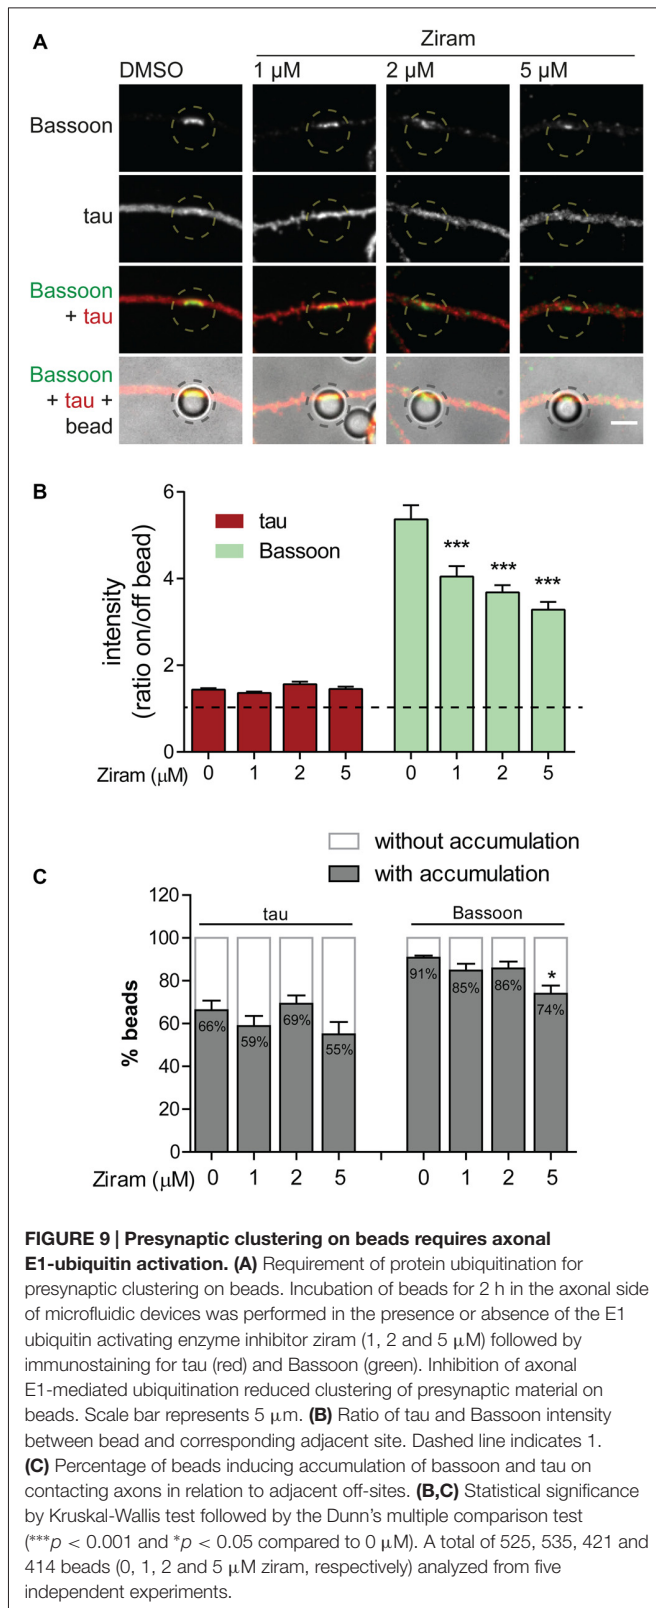 A
Ziram
DMSO 1 μM 2 μM 5 μM
Bassoon
tau
Bassoon
+ tau
Bassoon
+ tau +
bead
B
6
4
2
0
intensity
(ratio on/off bead)
tau
Bassoon
*** *** ***
Ziram (μM) 0 1 2 5 0 1 2 5
without accumulation
with accumulation
C
120
100
80
60
40
20
0
% beads
tau Bassoon
*
66% 59% 69% 55% 91% 85% 86% 74%
Ziram (μM) 0 1 2 5 0 1 2 5
FIGURE 9 | Presynaptic clustering on beads requires axonal
E1-ubiquitin activation. (A) Requirement of protein ubiquitination for
presynaptic clustering on beads. Incubation of beads for 2 h in the axonal side
of microfluidic devices was performed in the presence or absence of the E1
ubiquitin activating enzyme inhibitor ziram (1, 2 and 5 μM) followed by
immunostaining for tau (red) and Bassoon (green). Inhibition of axonal
E1-mediated ubiquitination reduced clustering of presynaptic material on
beads. Scale bar represents 5 μm. (B) Ratio of tau and Bassoon intensity
between bead and corresponding adjacent site. Dashed line indicates 1.
(C) Percentage of beads inducing accumulation of bassoon and tau on
contacting axons in relation to adjacent off-sites. (B,C) Statistical significance
by Kruskal-Wallis test followed by the Dunn's multiple comparison test
(***p < 0.001 and *p < 0.05 compared to 0 μM). A total of 525, 535, 421 and
414 beads (0, 1, 2 and 5 μM ziram, respectively) analyzed from five
independent experiments.